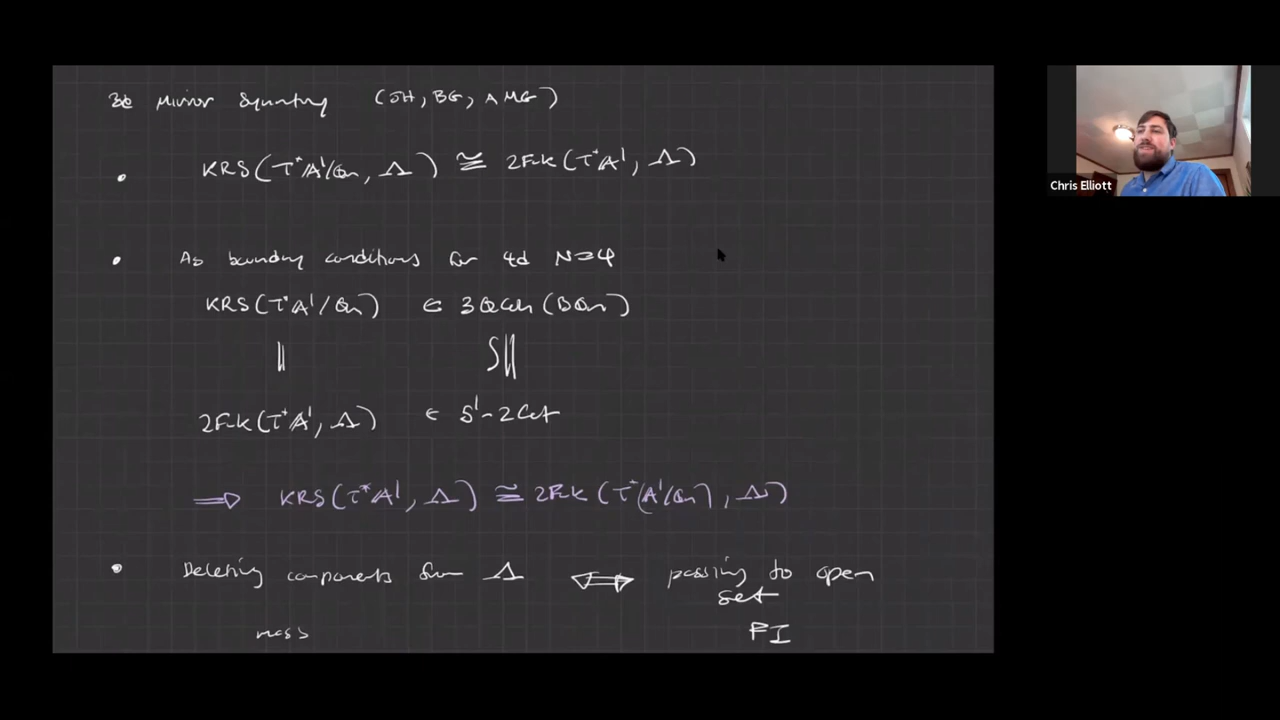 3d Mirror Symmetry (JH, BG, AMG)
• KRS(T*A¹/Gm, Λ) ≅ 2Fuk(T*A¹, Λ)
• As boundary conditions for 4d N=4
KRS(T*A¹/Gm) ∈ 3QCoh(BGm)
|| S||
2Fuk(T*A¹, Λ) ∈ S¹-2Cat
⇒ KRS(T*A¹, Λ) ≅ 2Fuk(T*(A¹/Gm), Λ)
• Deleting components from Λ ⟺ passing to open
set
mass FI
Chris Elliott